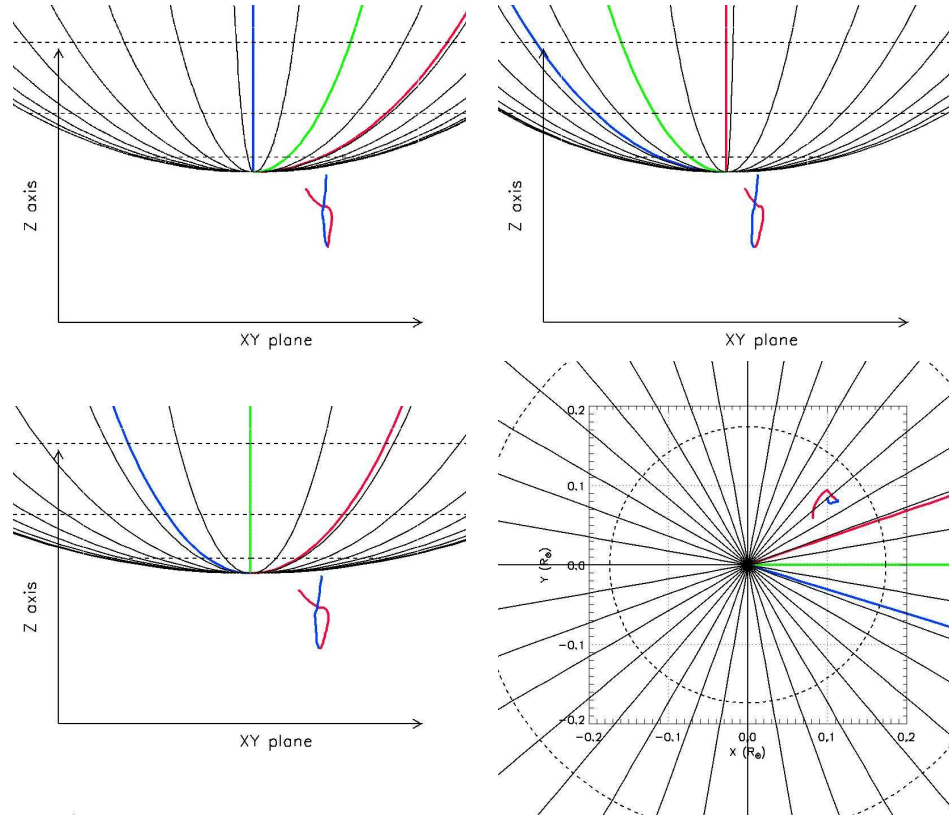 Z axis
XY plane
Z axis
XY plane
Z axis
XY plane
0.2
0.1
0.0
-0.1
-0.2
Y (R☉)
-0.2
-0.1
0.0
0.1
0.2
X (R☉)